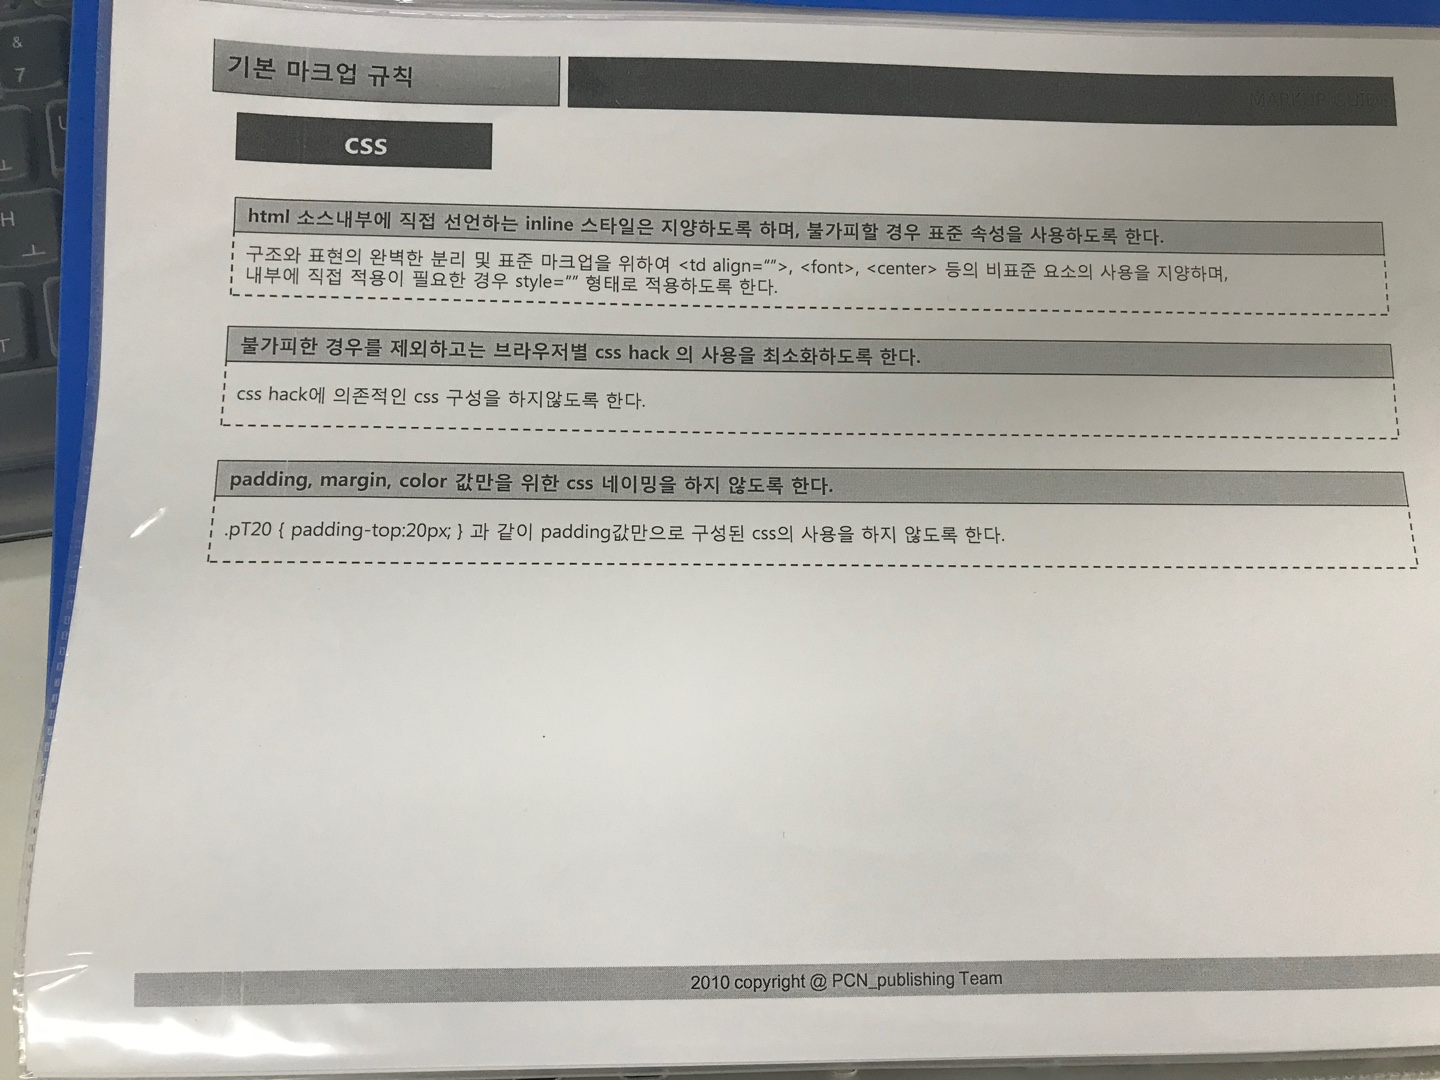 기본 마크업 규칙
MARKUP GUIDE
CSS
html 소스내부에 직접 선언하는 inline 스타일은 지양하도록 하며, 불가피할 경우 표준 속성을 사용하도록 한다.
구조와 표현의 완벽한 분리 및 표준 마크업을 위하여 <td align=“”>, <font>, <center> 등의 비표준 요소의 사용을 지양하며,
내부에 직접 적용이 필요한 경우 style=“” 형태로 적용하도록 한다.
불가피한 경우를 제외하고는 브라우저별 css hack 의 사용을 최소화하도록 한다.
css hack에 의존적인 css 구성을 하지않도록 한다.
padding, margin, color 값만을 위한 css 네이밍을 하지 않도록 한다.
.pT20 { padding-top:20px; } 과 같이 padding값만으로 구성된 css의 사용을 하지 않도록 한다.
2010 copyright @ PCN_publishing Team
&
7
H
ㅗ
ㅗ
T